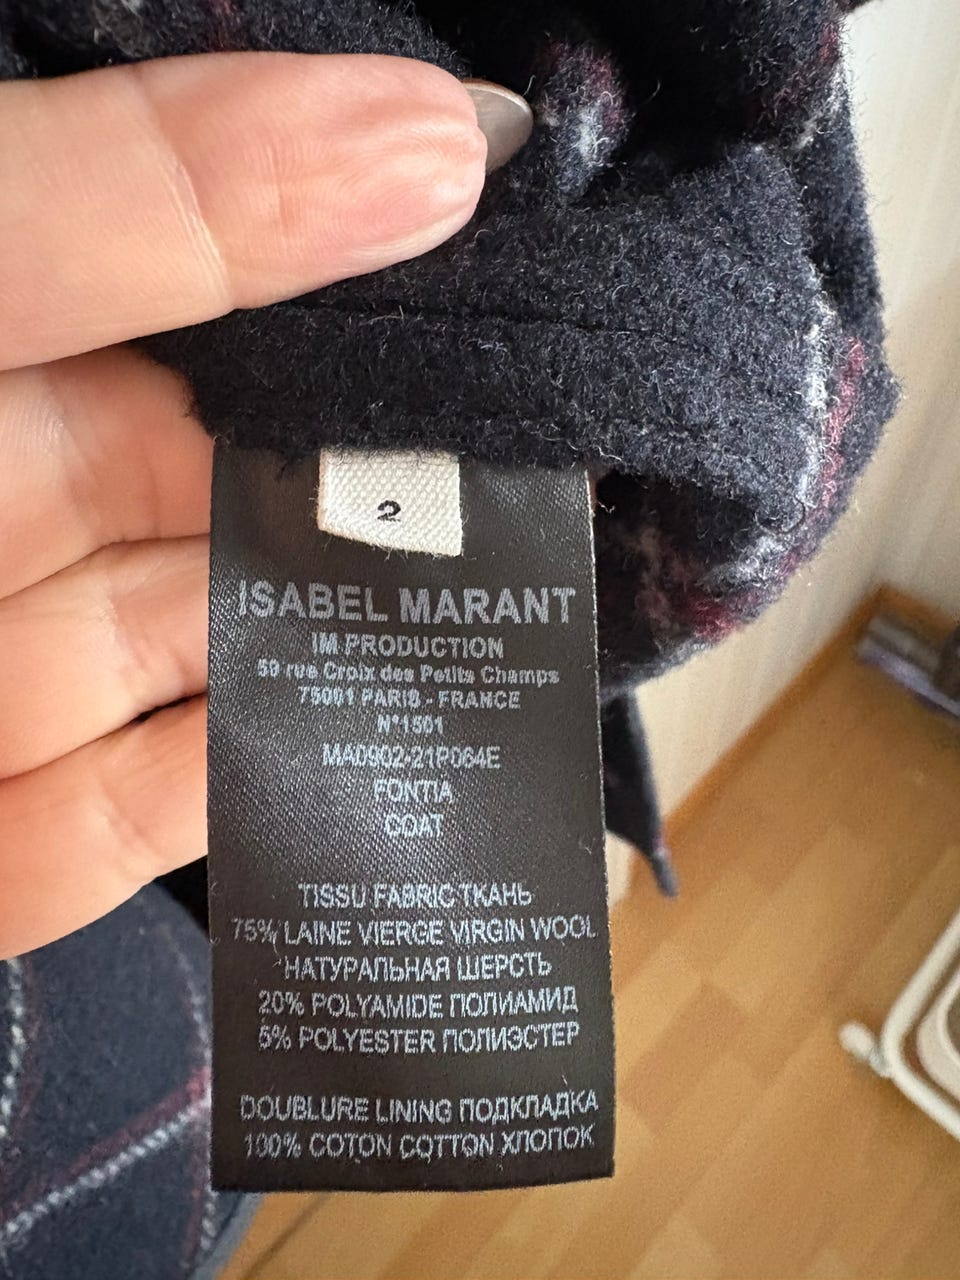 2
ISABEL MARANT
IM PRODUCTION
59 rue Croix des Petits Champs
75001 PARIS - FRANCE
N°1501
MA0902-21P064E
FONTIA
COAT
TISSU FABRIC ТКАНЬ
75% LAINE VIERGE VIRGIN WOOL
НАТУРАЛЬНАЯ ШЕРСТЬ
20% POLYAMIDE ПОЛИАМИД
5% POLYESTER ПОЛИЭСТЕР
DOUBLURE LINING ПОДКЛАДКА
100% COTON COTTON ХЛОПОК